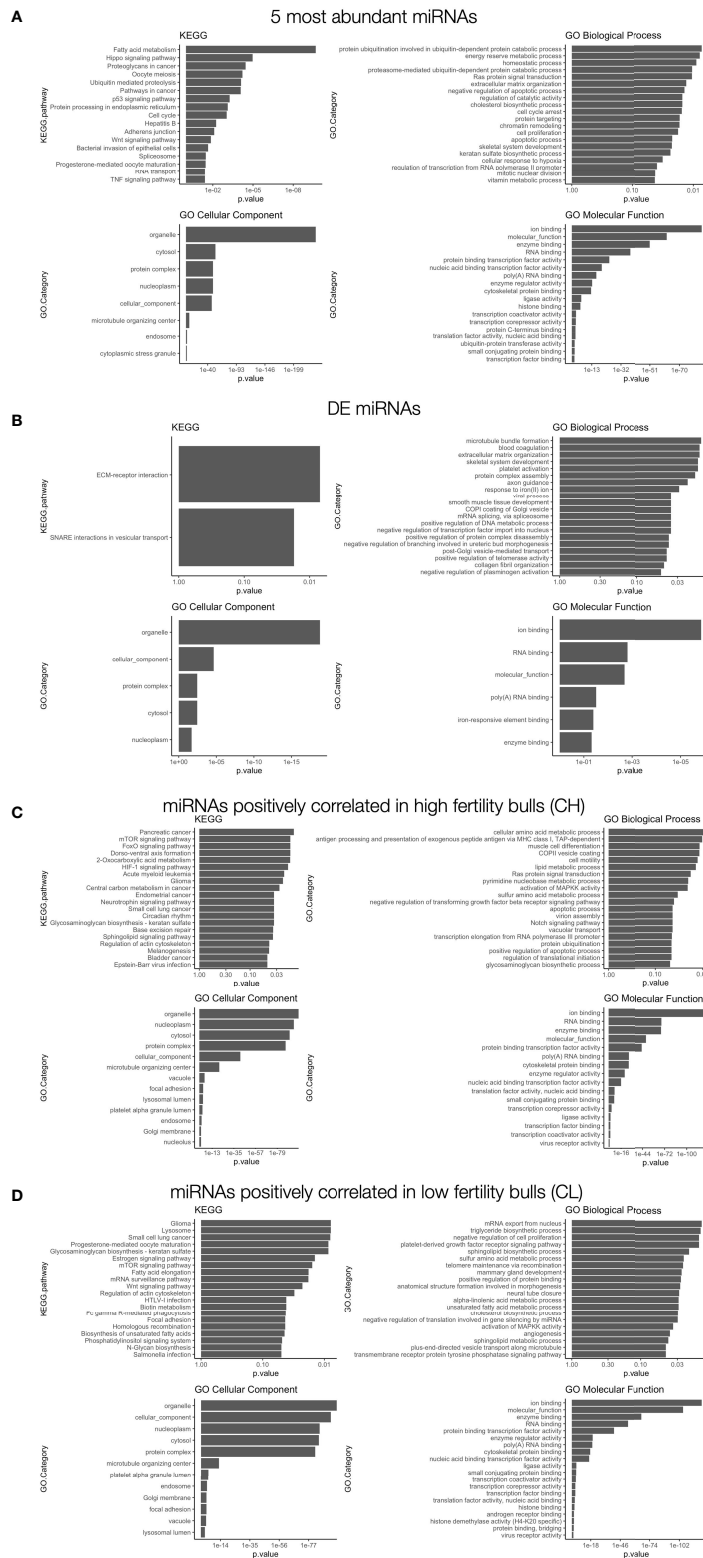 A
5 most abundant miRNAs
KEGG
KEGG.pathway
Fatty acid metabolism
Hippo signaling pathway
Proteoglycans in cancer
Oocyte meiosis
Ubiquitin mediated proteolysis
Pathways in cancer
p53 signaling pathway
Protein processing in endoplasmic reticulum
Cell cycle
Hepatitis B
Adherens junction
Wnt signaling pathway
Bacterial invasion of epithelial cells
Spliceosome
Progesterone-mediated oocyte maturation
RNA transport
TNF signaling pathway
1e-02 1e-05 1e-08
p.value
GO Biological Process
GO.Category
protein ubiquitination involved in ubiquitin-dependent protein catabolic process
energy reserve metabolic process
homeostatic process
proteasome-mediated ubiquitin-dependent protein catabolic process
Ras protein signal transduction
extracellular matrix organization
negative regulation of apoptotic process
regulation of catalytic activity
cholesterol biosynthetic process
cell cycle arrest
protein targeting
chromatin remodeling
cell proliferation
apoptotic process
skeletal system development
keratan sulfate biosynthetic process
cellular response to hypoxia
regulation of transcription from RNA polymerase II promoter
mitotic nuclear division
vitamin metabolic process
1.00 0.10 0.01
p.value
GO Cellular Component
GO.Category
organelle
cytosol
protein complex
nucleoplasm
cellular_component
microtubule organizing center
endosome
cytoplasmic stress granule
1e-40 1e-93 1e-146 1e-199
p.value
GO Molecular Function
GO.Category
ion binding
molecular_function
enzyme binding
RNA binding
protein binding transcription factor activity
nucleic acid binding transcription factor activity
poly(A) RNA binding
enzyme regulator activity
cytoskeletal protein binding
ligase activity
histone binding
transcription coactivator activity
transcription corepressor activity
protein C-terminus binding
translation factor activity, nucleic acid binding
ubiquitin-protein transferase activity
small conjugating protein binding
transcription factor binding
1e-13 1e-32 1e-51 1e-70
p.value
B
DE miRNAs
KEGG
KEGG.pathway
ECM-receptor interaction
SNARE interactions in vesicular transport
1.00 0.10 0.01
p.value
GO Biological Process
GO.Category
microtubule bundle formation
blood coagulation
extracellular matrix organization
skeletal system development
platelet activation
protein complex assembly
axon guidance
response to iron(II) ion
viral process
smooth muscle tissue development
COPI coating of Golgi vesicle
mRNA splicing, via spliceosome
positive regulation of DNA metabolic process
negative regulation of transcription factor import into nucleus
positive regulation of protein complex disassembly
negative regulation of branching involved in ureteric bud morphogenesis
post-Golgi vesicle-mediated transport
positive regulation of telomerase activity
collagen fibril organization
negative regulation of plasminogen activation
1.00 0.30 0.10 0.03
p.value
GO Cellular Component
GO.Category
organelle
cellular_component
protein complex
cytosol
nucleoplasm
1e+00 1e-05 1e-10 1e-15
p.value
GO Molecular Function
GO.Category
ion binding
RNA binding
molecular_function
poly(A) RNA binding
iron-responsive element binding
enzyme binding
1e-01 1e-03 1e-05
p.value
C
miRNAs positively correlated in high fertility bulls (CH)
KEGG
KEGG.pathway
Pancreatic cancer
mTOR signaling pathway
FoxO signaling pathway
Dorso-ventral axis formation
2-Oxocarboxylic acid metabolism
HIF-1 signaling pathway
Acute myeloid leukemia
Glioma
Central carbon metabolism in cancer
Endometrial cancer
Neurotrophin signaling pathway
Small cell lung cancer
Circadian rhythm
Glycosaminoglycan biosynthesis - keratan sulfate
Base excision repair
Sphingolipid signaling pathway
Regulation of actin cytoskeleton
Melanogenesis
Bladder cancer
Epstein-Barr virus infection
1.00 0.30 0.10 0.03
p.value
GO Biological Process
GO.Category
cellular amino acid metabolic process
antigen processing and presentation of exogenous peptide antigen via MHC class I, TAP-dependent
muscle cell differentiation
COPII vesicle coating
cell motility
lipid metabolic process
Ras protein signal transduction
pyrimidine nucleobase metabolic process
activation of MAPKK activity
sulfur amino acid metabolic process
negative regulation of transforming growth factor beta receptor signaling pathway
apoptotic process
virion assembly
Notch signaling pathway
vacuolar transport
transcription elongation from RNA polymerase III promoter
protein ubiquitination
positive regulation of apoptotic process
regulation of translational initiation
glycosaminoglycan biosynthetic process
1.00 0.10 0.0
p.value
GO Cellular Component
GO.Category
organelle
nucleoplasm
cytosol
protein complex
cellular_component
microtubule organizing center
vacuole
focal adhesion
lysosomal lumen
platelet alpha granule lumen
endosome
Golgi membrane
nucleolus
1e-13 1e-35 1e-57 1e-79
p.value
GO Molecular Function
GO.Category
ion binding
RNA binding
enzyme binding
molecular_function
protein binding transcription factor activity
poly(A) RNA binding
cytoskeletal protein binding
enzyme regulator activity
nucleic acid binding transcription factor activity
translation factor activity, nucleic acid binding
small conjugating protein binding
transcription corepressor activity
ligase activity
transcription factor binding
transcription coactivator activity
virus receptor activity
1e-16 1e-44 1e-72 1e-100
p.value
D
miRNAs positively correlated in low fertility bulls (CL)
KEGG
KEGG.pathway
Glioma
Lysosome
Small cell lung cancer
Progesterone-mediated oocyte maturation
Glycosaminoglycan biosynthesis - keratan sulfate
Estrogen signaling pathway
mTOR signaling pathway
Fatty acid elongation
mRNA surveillance pathway
Wnt signaling pathway
Regulation of actin cytoskeleton
HTLV-I infection
Biotin metabolism
Fc gamma R-mediated phagocytosis
Focal adhesion
Homologous recombination
Biosynthesis of unsaturated fatty acids
Phosphatidylinositol signaling system
N-Glycan biosynthesis
Salmonella infection
1.00 0.10 0.01
p.value
GO Biological Process
GO.Category
mRNA export from nucleus
triglyceride biosynthetic process
negative regulation of cell proliferation
platelet-derived growth factor receptor signaling pathway
sphingolipid biosynthetic process
sulfur amino acid metabolic process
telomere maintenance via recombination
mammary gland development
positive regulation of protein binding
anatomical structure formation involved in morphogenesis
neural tube closure
alpha-linolenic acid metabolic process
unsaturated fatty acid metabolic process
cholesterol biosynthetic process
negative regulation of translation involved in gene silencing by miRNA
activation of MAPKK activity
angiogenesis
sphingolipid metabolic process
plus-end-directed vesicle transport along microtubule
transmembrane receptor protein tyrosine phosphatase signaling pathway
1.00 0.30 0.10 0.03
p.value
GO Cellular Component
GO.Category
organelle
cellular_component
nucleoplasm
cytosol
protein complex
microtubule organizing center
platelet alpha granule lumen
endosome
Golgi membrane
focal adhesion
vacuole
lysosomal lumen
1e-14 1e-35 1e-56 1e-77
p.value
GO Molecular Function
GO.Category
ion binding
molecular_function
enzyme binding
RNA binding
protein binding transcription factor activity
enzyme regulator activity
poly(A) RNA binding
cytoskeletal protein binding
nucleic acid binding transcription factor activity
ligase activity
small conjugating protein binding
transcription coactivator activity
transcription corepressor activity
transcription factor binding
translation factor activity, nucleic acid binding
histone binding
androgen receptor binding
histone demethylase activity (H4-K20 specific)
protein binding, bridging
virus receptor activity
1e-18 1e-46 1e-74 1e-102
p.value